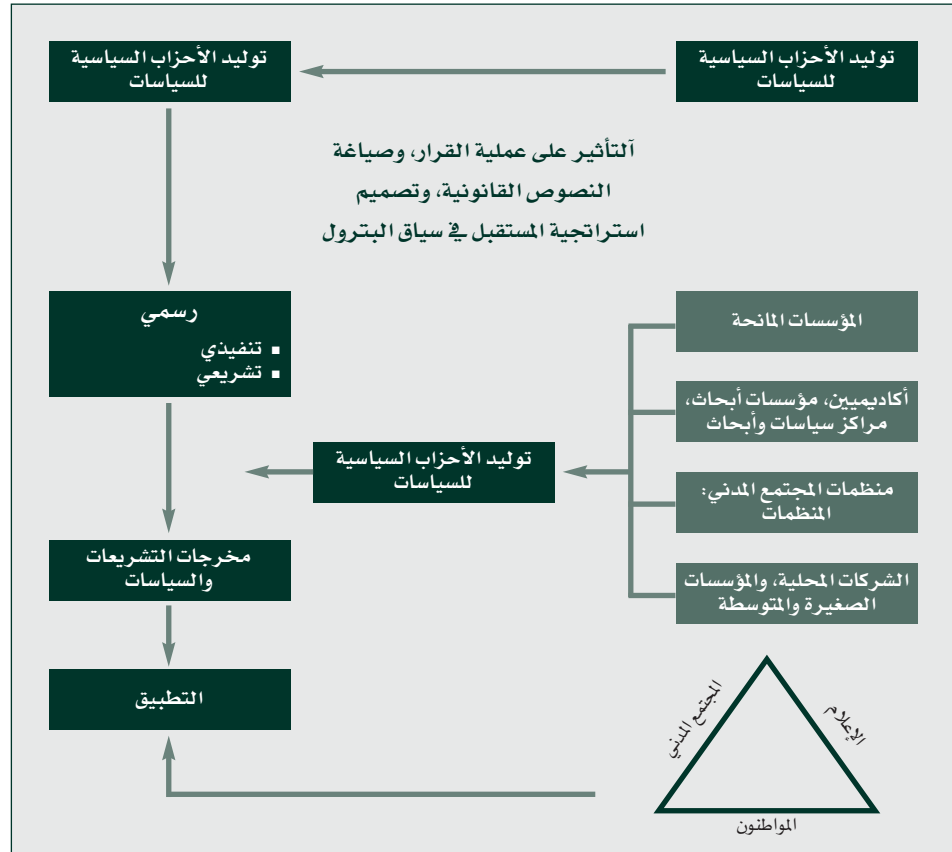 توليد الأحزاب السياسية
للسياسات
توليد الأحزاب السياسية
للسياسات
آلتأثير على عملية القرار، وصياغة
النصوص القانونية، وتصميم
استراتجية المستقبل في سياق البترول
رسمي
▪ تنفيذي
▪ تشريعي
المؤسسات المانحة
أكاديميين، مؤسسات أبحاث،
مراكز سياسات وأبحاث
توليد الأحزاب السياسية
للسياسات
منظمات المجتمع المدني:
المنظمات
مخرجات التشريعات
والسياسات
الشركات المحلية، والمؤسسات
الصغيرة والمتوسطة
التطبيق
الإعلام
المجتمع المدني
المواطنون